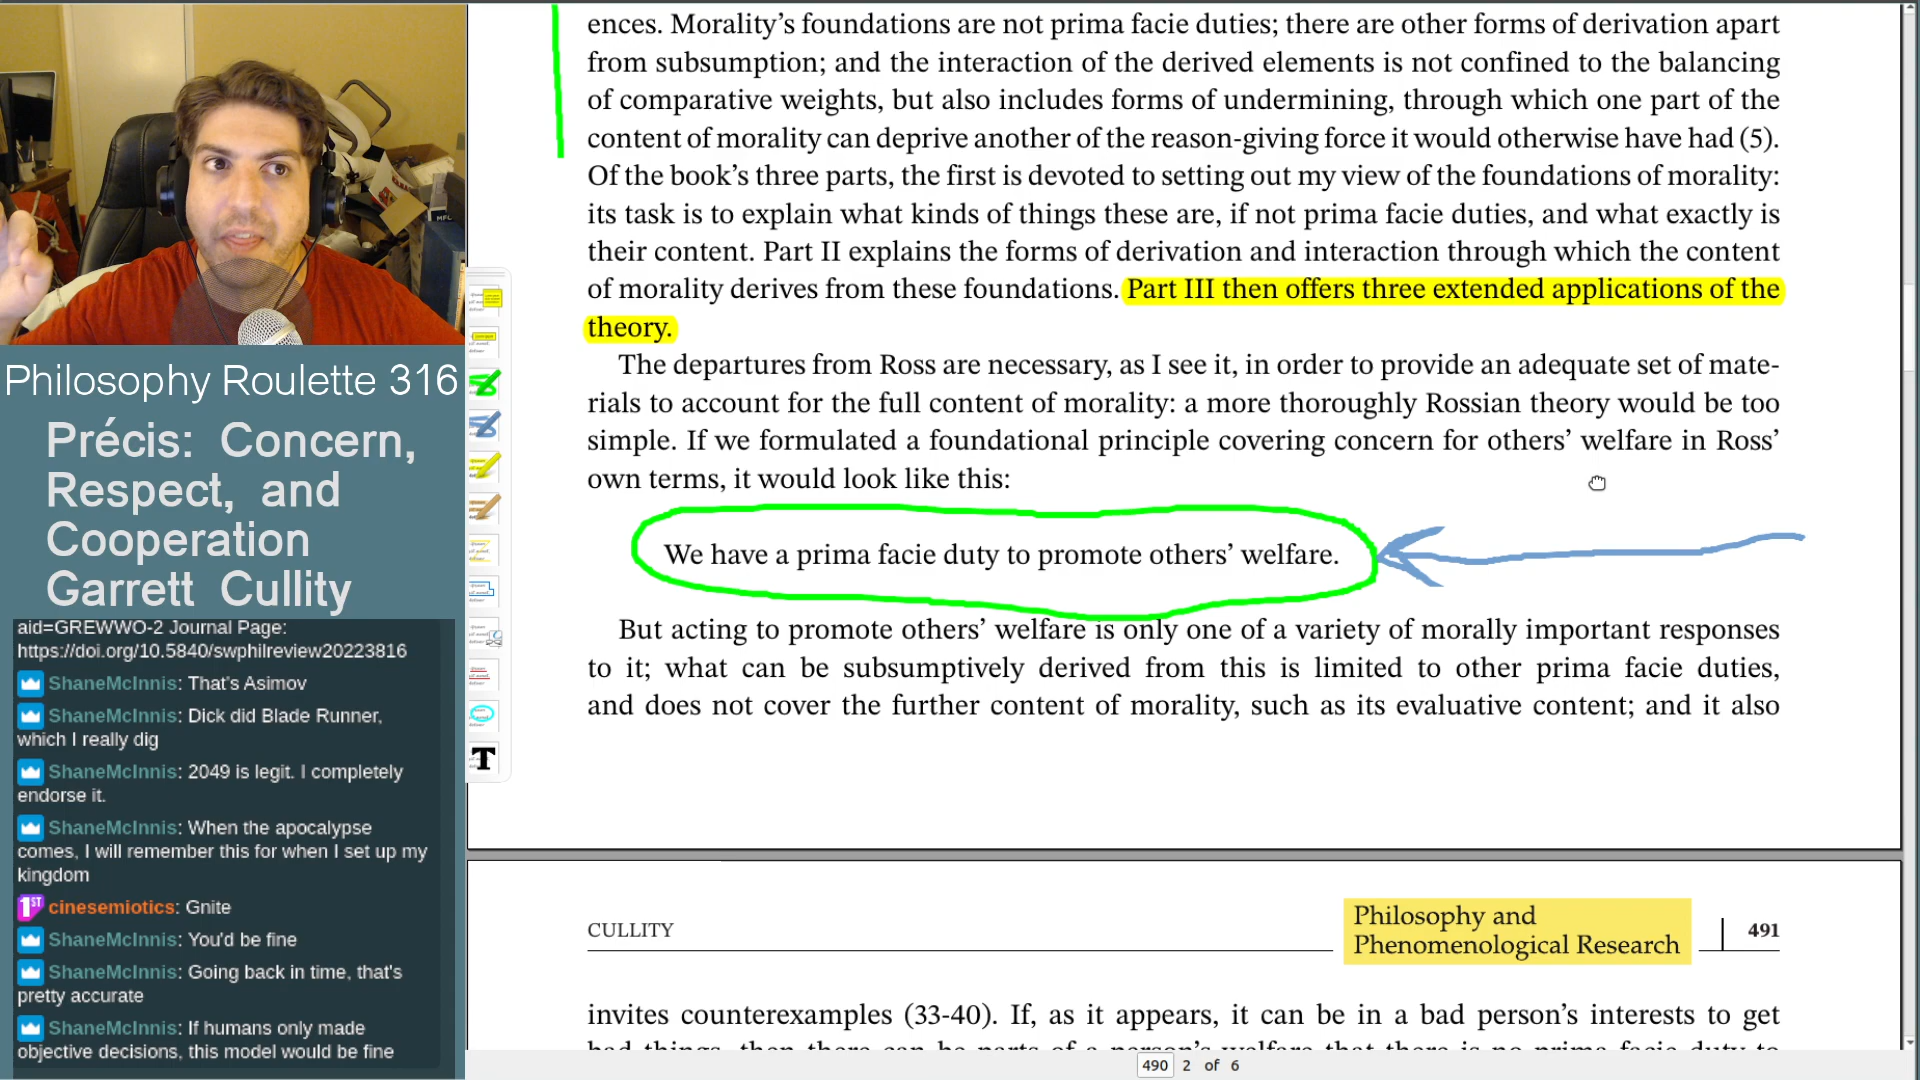 ences. Morality’s foundations are not prima facie duties; there are other forms of derivation apart
from subsumption; and the interaction of the derived elements is not confined to the balancing
of comparative weights, but also includes forms of undermining, through which one part of the
content of morality can deprive another of the reason-giving force it would otherwise have had (5).
Of the book’s three parts, the first is devoted to setting out my view of the foundations of morality:
its task is to explain what kinds of things these are, if not prima facie duties, and what exactly is
their content. Part II explains the forms of derivation and interaction through which the content
of morality derives from these foundations. Part III then offers three extended applications of the
theory.
The departures from Ross are necessary, as I see it, in order to provide an adequate set of mate-
rials to account for the full content of morality: a more thoroughly Rossian theory would be too
simple. If we formulated a foundational principle covering concern for others’ welfare in Ross’
own terms, it would look like this:
We have a prima facie duty to promote others’ welfare.
But acting to promote others’ welfare is only one of a variety of morally important responses
to it; what can be subsumptively derived from this is limited to other prima facie duties,
and does not cover the further content of morality, such as its evaluative content; and it also
CULLITY
Philosophy and
Phenomenological Research
491
invites counterexamples (33-40). If, as it appears, it can be in a bad person’s interests to get
490 2 of 6
T
Philosophy Roulette 316
Précis: Concern,
Respect, and
Cooperation
Garrett Cullity
aid=GREWWO-2 Journal Page:
https://doi.org/10.5840/swphilreview20223816
ShaneMcInnis: That's Asimov
ShaneMcInnis: Dick did Blade Runner,
which I really dig
ShaneMcInnis: 2049 is legit. I completely
endorse it.
ShaneMcInnis: When the apocalypse
comes, I will remember this for when I set up my
kingdom
1ST cinesemiotics: Gnite
ShaneMcInnis: You'd be fine
ShaneMcInnis: Going back in time, that's
pretty accurate
ShaneMcInnis: If humans only made
objective decisions, this model would be fine